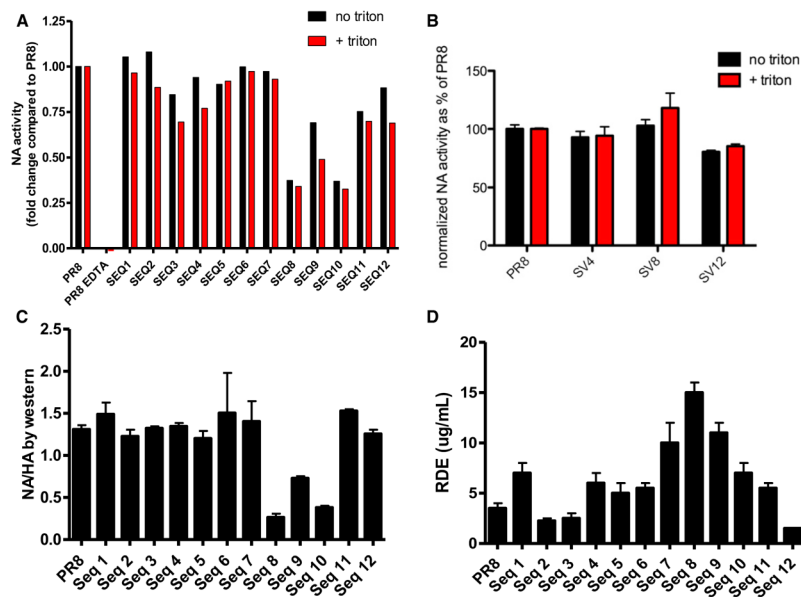 A
no triton
+ triton
NA activity
(fold change compared to PR8)
1.25
1.00
0.75
0.50
0.25
0.00
PR8
PR8 EDTA
SEQ1
SEQ2
SEQ3
SEQ4
SEQ5
SEQ6
SEQ7
SEQ8
SEQ9
SEQ10
SEQ11
SEQ12
B
no triton
+ triton
normalized NA activity as % of PR8
150
100
50
0
PR8
SV4
SV8
SV12
C
NA/HA by western
2.5
2.0
1.5
1.0
0.5
0.0
PR8
Seq 1
Seq 2
Seq 3
Seq 4
Seq 5
Seq 6
Seq 7
Seq 8
Seq 9
Seq 10
Seq 11
Seq 12
D
RDE (ug/mL)
20
15
10
5
0
PR8
Seq 1
Seq 2
Seq 3
Seq 4
Seq 5
Seq 6
Seq 7
Seq 8
Seq 9
Seq 10
Seq 11
Seq 12